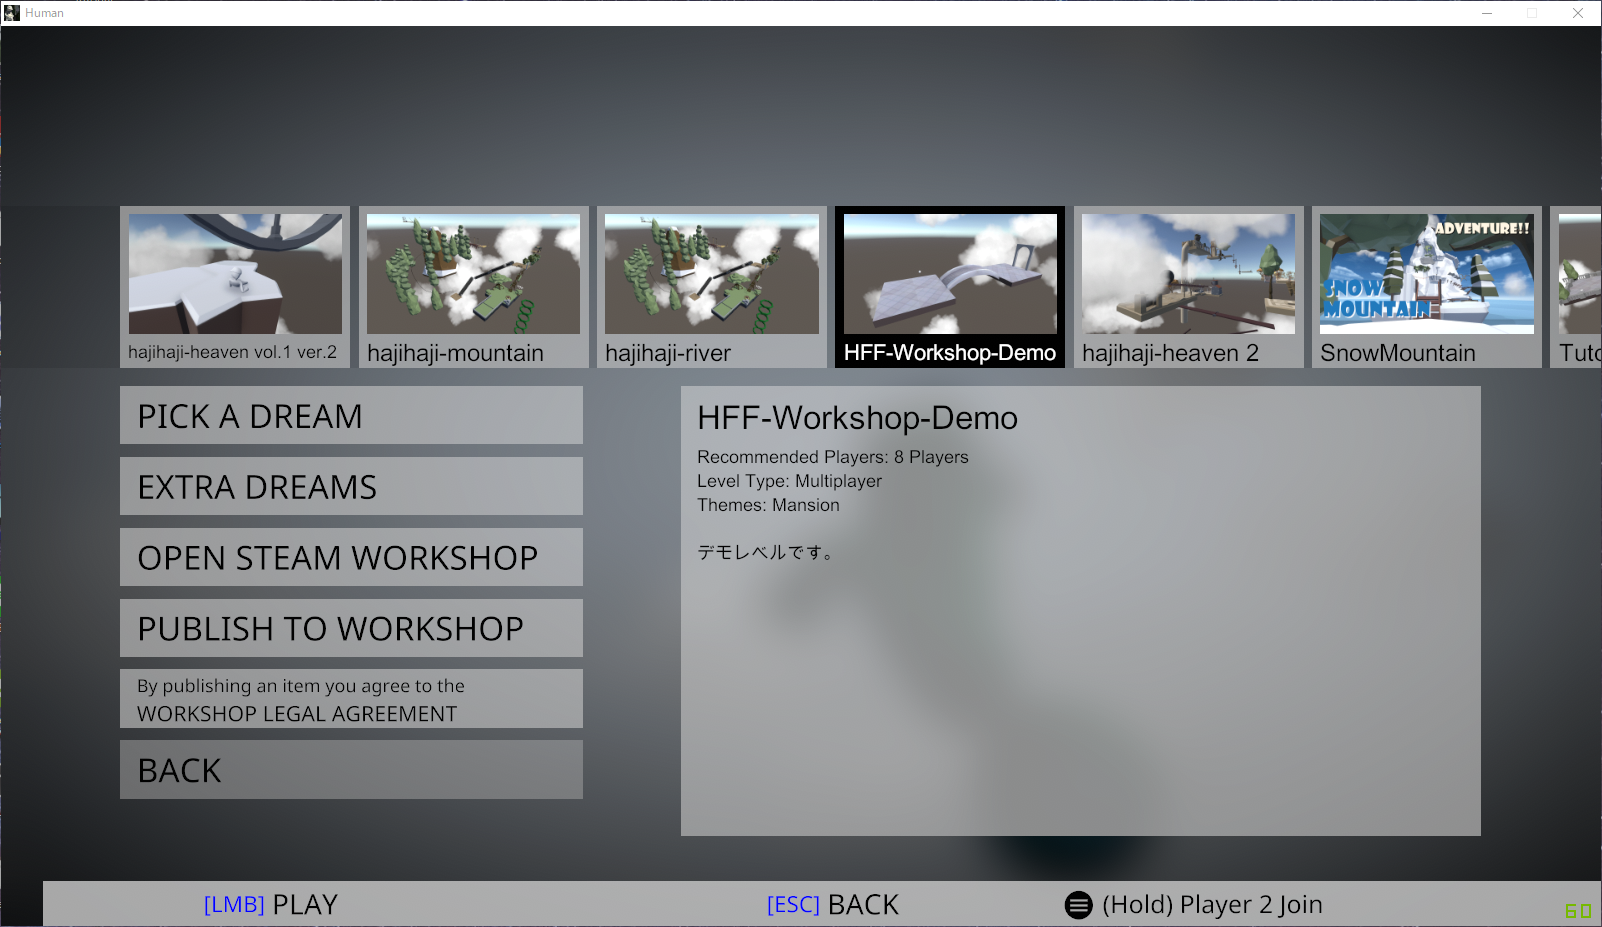 Human
ADVENTURE!!
SNOW
MOUNTAIN
hajihaji-heaven vol.1 ver.2
hajihaji-mountain
hajihaji-river
HFF-Workshop-Demo
hajihaji-heaven 2
SnowMountain
Tuto
PICK A DREAM
EXTRA DREAMS
OPEN STEAM WORKSHOP
PUBLISH TO WORKSHOP
By publishing an item you agree to the
WORKSHOP LEGAL AGREEMENT
BACK
HFF-Workshop-Demo
Recommended Players: 8 Players
Level Type: Multiplayer
Themes: Mansion
デモレベルです。
[LMB] PLAY
[ESC] BACK
(Hold) Player 2 Join
60